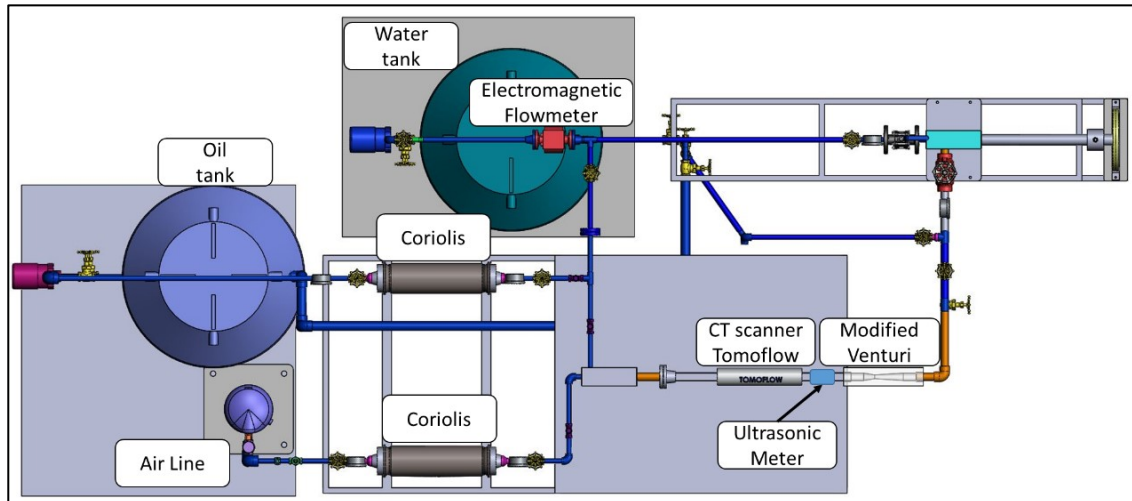 Water
tank
Electromagnetic
Flowmeter
Oil
tank
Coriolis
CT scanner
Tomoflow
Modified
Venturi
TOMOFLOW
Coriolis
Ultrasonic
Meter
Air Line